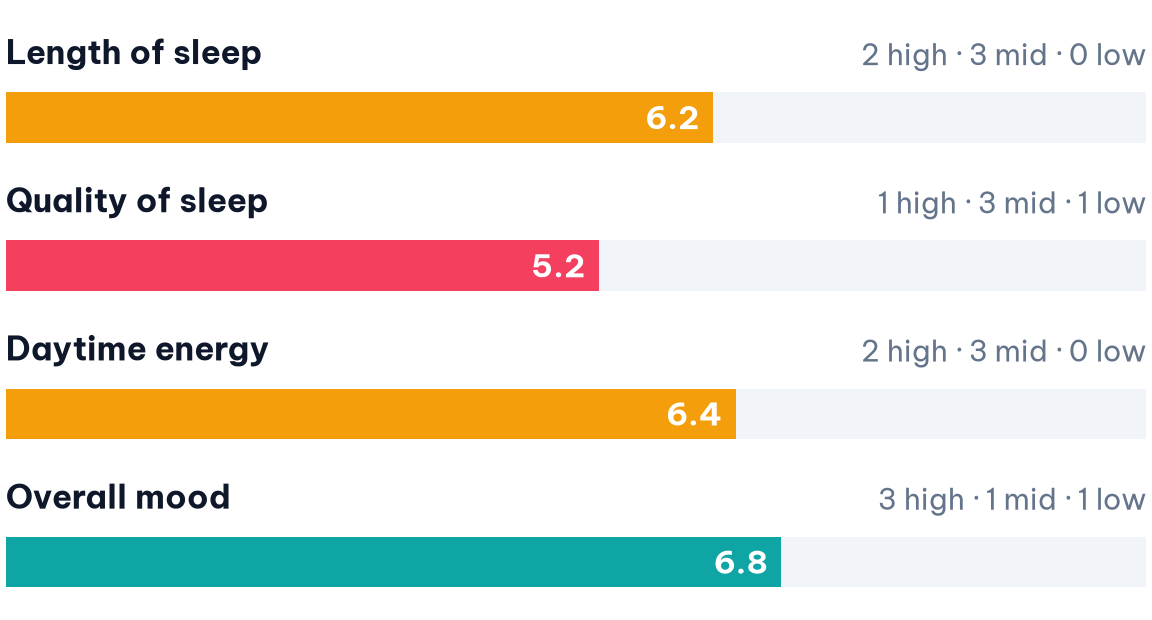 Length of sleep 2 high · 3 mid · 0 low
6.2
Quality of sleep 1 high · 3 mid · 1 low
5.2
Daytime energy 2 high · 3 mid · 0 low
6.4
Overall mood 3 high · 1 mid · 1 low
6.8